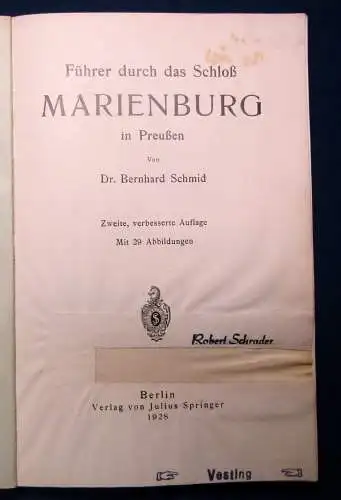 Führer durch das Schloß
MARIENBURG
in Preußen
Von
Dr. Bernhard Schmid
Zweite, verbesserte Auflage
Mit 29 Abbildungen
S
Robert Schrader
Berlin
Verlag von Julius Springer
1928
Vesting